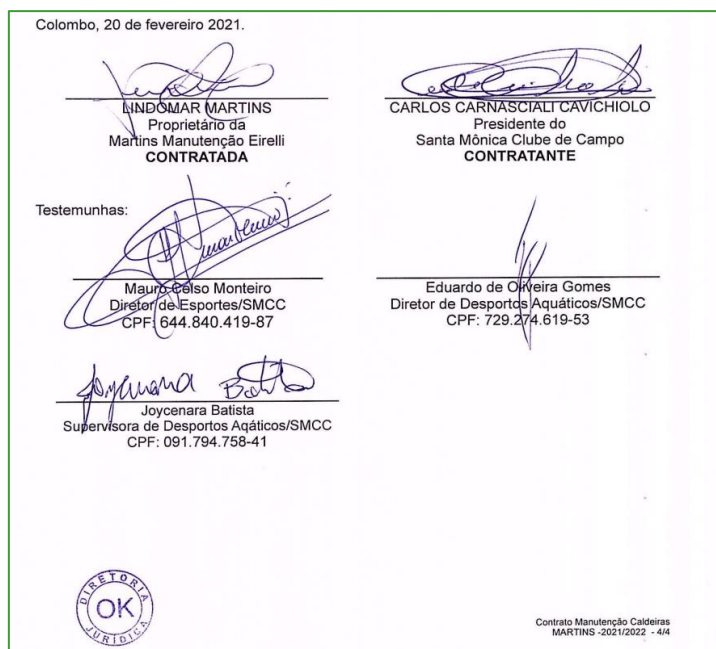 Colombo, 20 de fevereiro 2021.
LINDOMAR MARTINS
Proprietário da
Martins Manutenção Eirelli
CONTRATADA
CARLOS CARNASCIALI CAVICHIOLO
Presidente do
Santa Mônica Clube de Campo
CONTRATANTE
Testemunhas:
Mauro Celso Monteiro
Diretor de Esportes/SMCC
CPF: 644.840.419-87
Eduardo de Oliveira Gomes
Diretor de Desportos Aquáticos/SMCC
CPF: 729.274.619-53
Joycenara Batista
Joycenara Batista
Supervisora de Desportos Aqáticos/SMCC
CPF: 091.794.758-41
DIRETORIA
OK
JURÍDICA
Contrato Manutenção Caldeiras
MARTINS -2021/2022 - 4/4